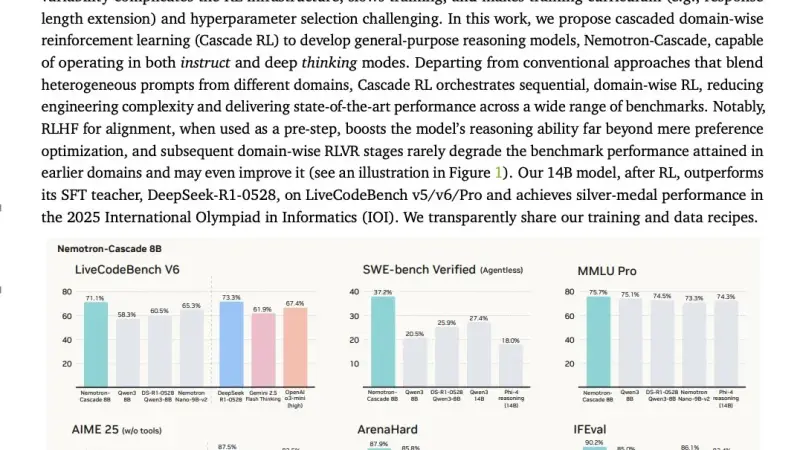 variability complicates the RL infrastructure, slows training, and makes training curriculum (e.g., response
length extension) and hyperparameter selection challenging. In this work, we propose cascaded domain-wise
reinforcement learning (Cascade RL) to develop general-purpose reasoning models, Nemotron-Cascade, capable
of operating in both instruct and deep thinking modes. Departing from conventional approaches that blend
heterogeneous prompts from different domains, Cascade RL orchestrates sequential, domain-wise RL, reducing
engineering complexity and delivering state-of-the-art performance across a wide range of benchmarks. Notably,
RLHF for alignment, when used as a pre-step, boosts the model's reasoning ability far beyond mere preference
optimization, and subsequent domain-wise RLVR stages rarely degrade the benchmark performance attained in
earlier domains and may even improve it (see an illustration in Figure 1). Our 14B model, after RL, outperforms
its SFT teacher, DeepSeek-R1-0528, on LiveCodeBench v5/v6/Pro and achieves silver-medal performance in
the 2025 International Olympiad in Informatics (IOI). We transparently share our training and data recipes.
Nemotron-Cascade 8B
LiveCodeBench V6
80
60
40
20
71.1%
58.3%
60.5%
65.3%
73.3%
61.9%
67.4%
Nemotron-Cascade 8B
Qwen3 8B
DS-R1-0528 Qwen3-8B
Nemotron Nano-9B-v2
DeepSeek R1-0528
Gemini 2.5 Flash Thinking
OpenAI o3-mini (high)
SWE-bench Verified (Agentless)
40
30
20
10
37.2%
20.5%
25.9%
27.4%
18.0%
Nemotron-Cascade 8B
Qwen3 8B
DS-R1-0528 Qwen3-8B
Qwen3 14B
Phi-4 reasoning (14B)
MMLU Pro
80
60
40
20
75.7%
75.1%
74.5%
73.3%
74.3%
Nemotron-Cascade 8B
Qwen3 8B
DS-R1-0528 Qwen3-8B
Nemotron Nano-9B-v2
Phi-4 reasoning (14B)
AIME 25 (w/o tools)
87.5%
ArenaHard
87.9%
85.8%
IFEval
90.2%
85.0%
86.1%